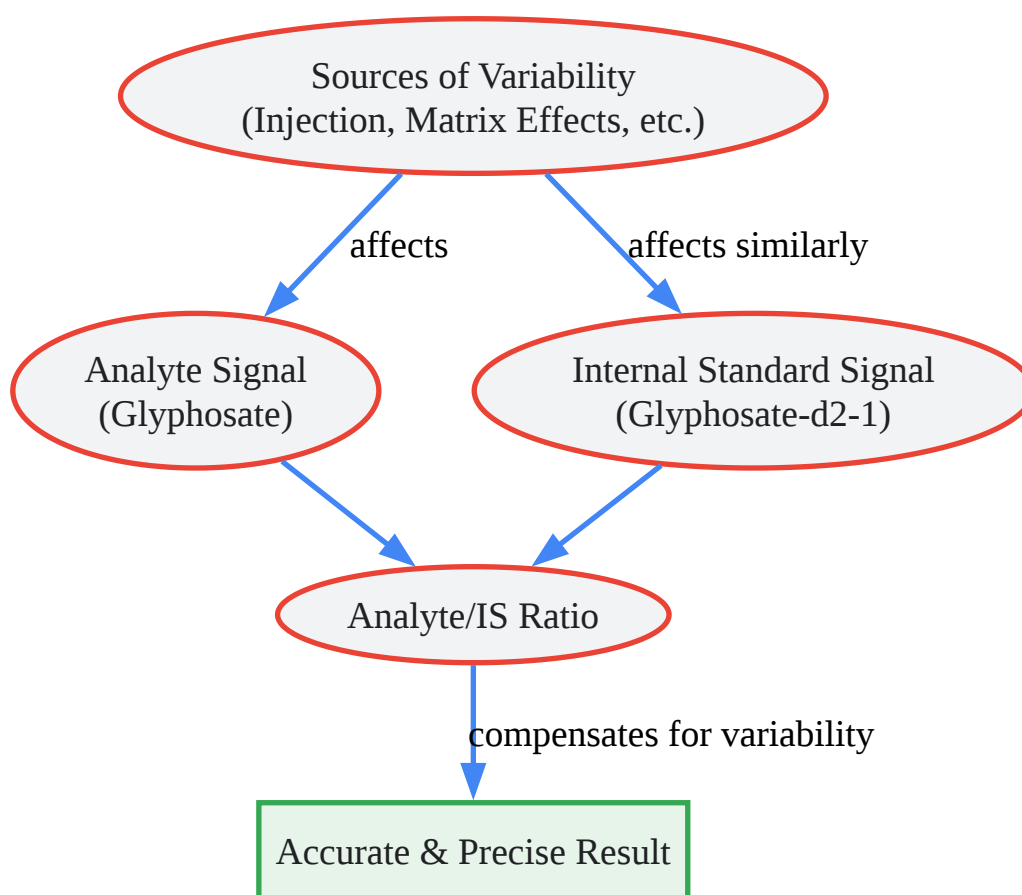 Sources of Variability
(Injection, Matrix Effects, etc.)
affects
affects similarly
Analyte Signal
(Glyphosate)
Internal Standard Signal
(Glyphosate-d2-1)
Analyte/IS Ratio
compensates for variability
Accurate & Precise Result